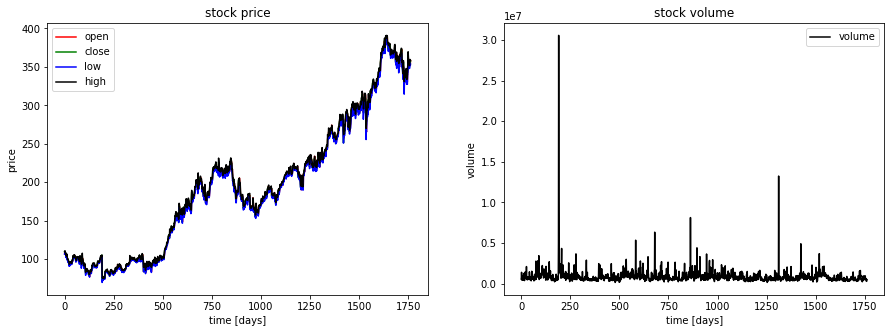 stock price
open
close
low
high
400
350
300
250
200
150
100
price
0
250
500
750
1000
1250
1500
1750
time [days]
stock volume
1e7
volume
3.0
2.5
2.0
1.5
1.0
0.5
0.0
volume
0
250
500
750
1000
1250
1500
1750
time [days]